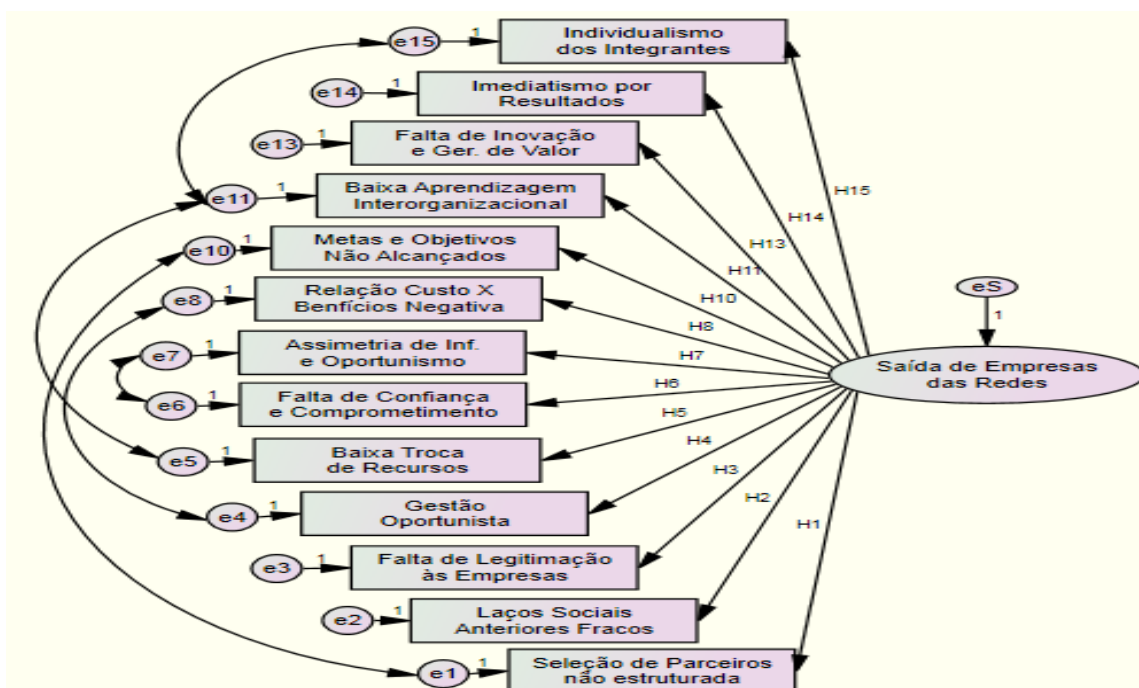 e15
1
Individualismo
dos Integrantes
e14
1
Imediatismo por
Resultados
e13
1
Falta de Inovação
e Ger. de Valor
e11
1
Baixa Aprendizagem
Interorganizacional
e10
1
Metas e Objetivos
Não Alcançados
e8
1
Relação Custo X
Benfícios Negativa
e7
1
Assimetria de Inf.
e Oportunismo
e6
1
Falta de Confiança
e Comprometimento
e5
1
Baixa Troca
de Recursos
e4
1
Gestão
Oportunista
e3
1
Falta de Legitimação
às Empresas
e2
1
Laços Sociais
Anteriores Fracos
e1
1
Seleção de Parceiros
não estruturada
H15
H14
H13
H11
H10
H8
H7
H6
H5
H4
H3
H2
H1
eS
1
Saída de Empresas
das Redes